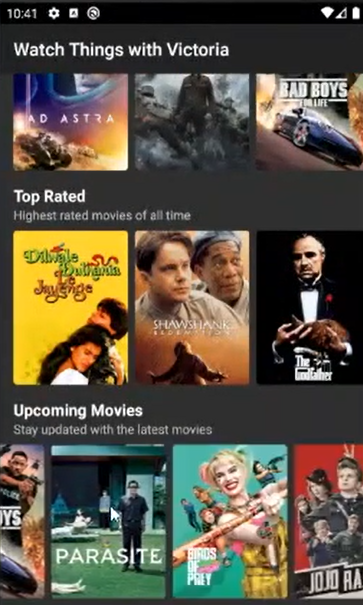 10:41
Watch Things with Victoria
AD ASTRA
BAD BOYS
FOR LIFE
Top Rated
Highest rated movies of all time
Dilwale
Dulhania
Le
Jayenge
SHAWSHANK
REDEMPTION
The
Godfather
Upcoming Movies
Stay updated with the latest movies
OYS
PARASITE
BIRDS
OF
PREY
JOJO RA